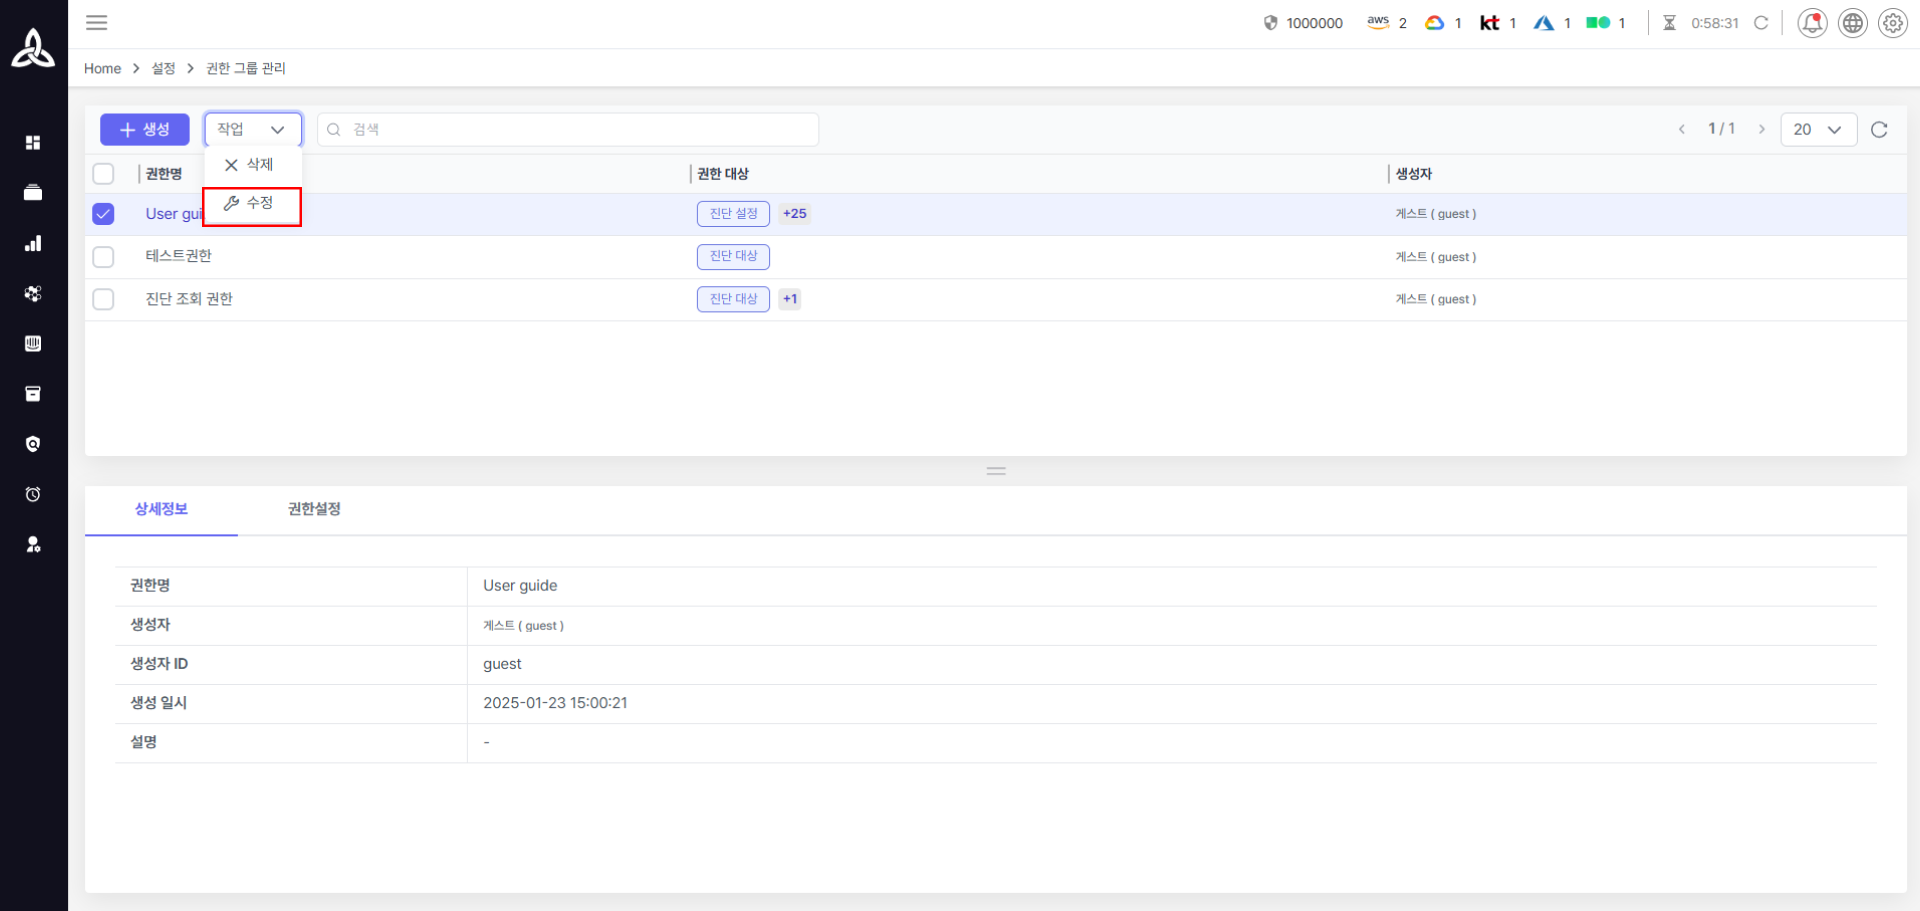 1000000 aws 2 1 kt 1 1 1 0:58:31
Home > 설정 > 권한 그룹 관리
+ 생성 작업 검색 < 1 / 1 > 20
삭제
수정
권한명 권한 대상 생성자
User gui 진단 설정 +25 게스트 ( guest )
테스트권한 진단 대상 게스트 ( guest )
진단 조회 권한 진단 대상 +1 게스트 ( guest )
상세정보 권한설정
권한명 User guide
생성자 게스트 ( guest )
생성자 ID guest
생성 일시 2025-01-23 15:00:21
설명 -